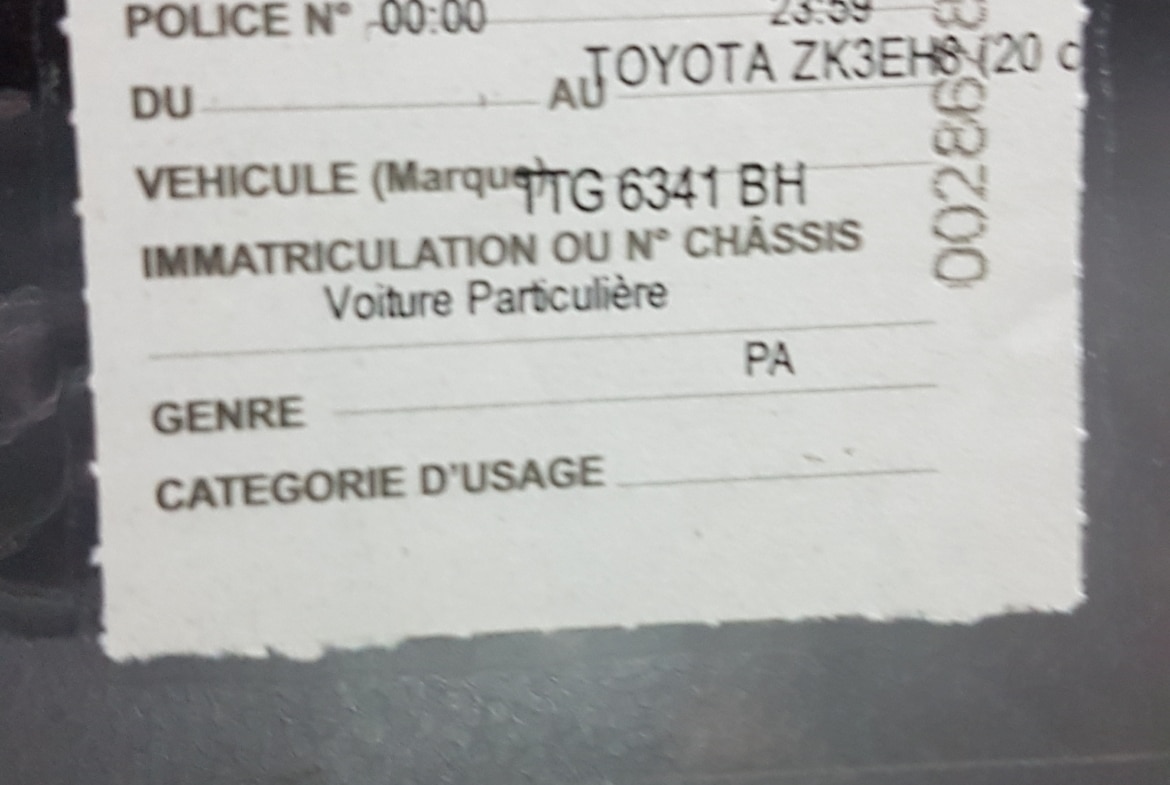 POLICE N° 00:00 23:59
TOYOTA ZK3EH8 (20
DU AU
VEHICULE (Marque) TG 6341 BH
IMMATRICULATION OU N° CHÂSSIS
Voiture Particulière
PA
GENRE
CATEGORIE D'USAGE
002869